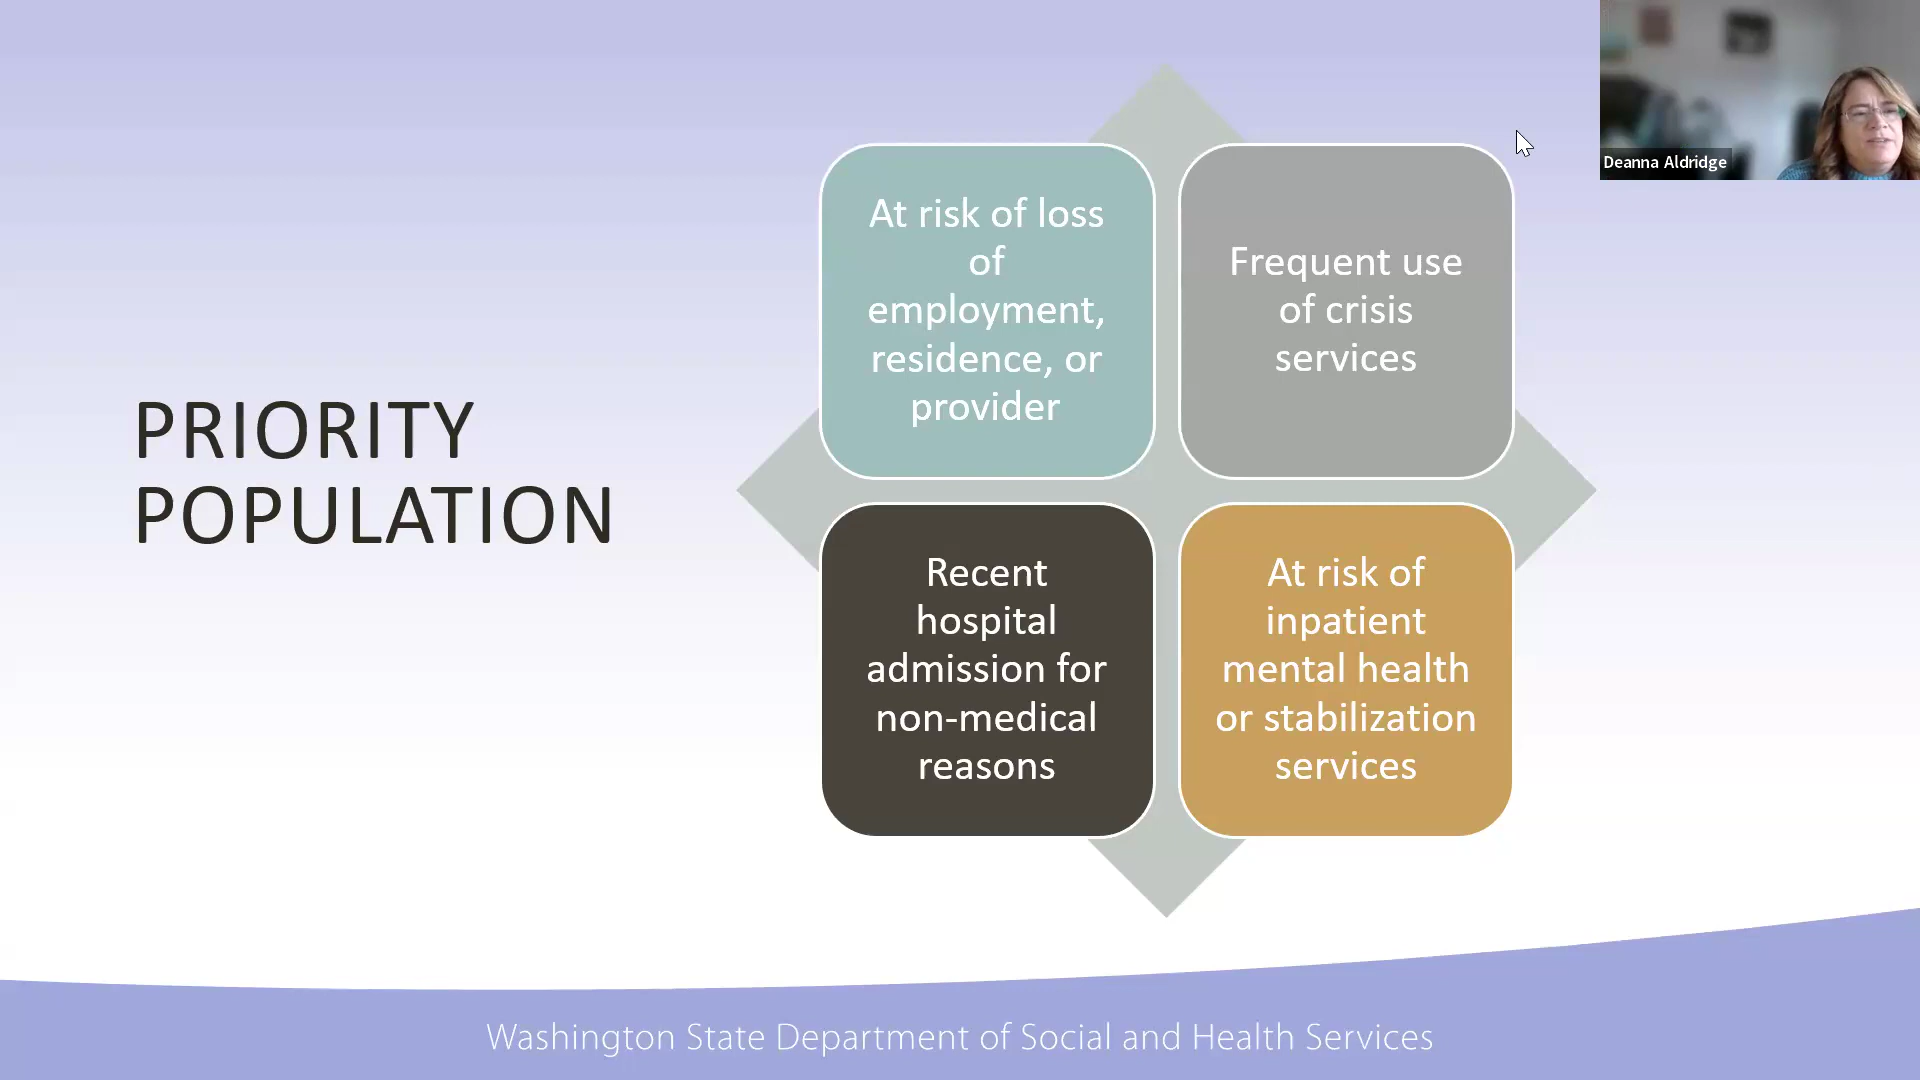 Deanna Aldridge
PRIORITY
POPULATION
At risk of loss
of
employment,
residence, or
provider
Frequent use
of crisis
services
Recent
hospital
admission for
non-medical
reasons
At risk of
inpatient
mental health
or stabilization
services
Washington State Department of Social and Health Services